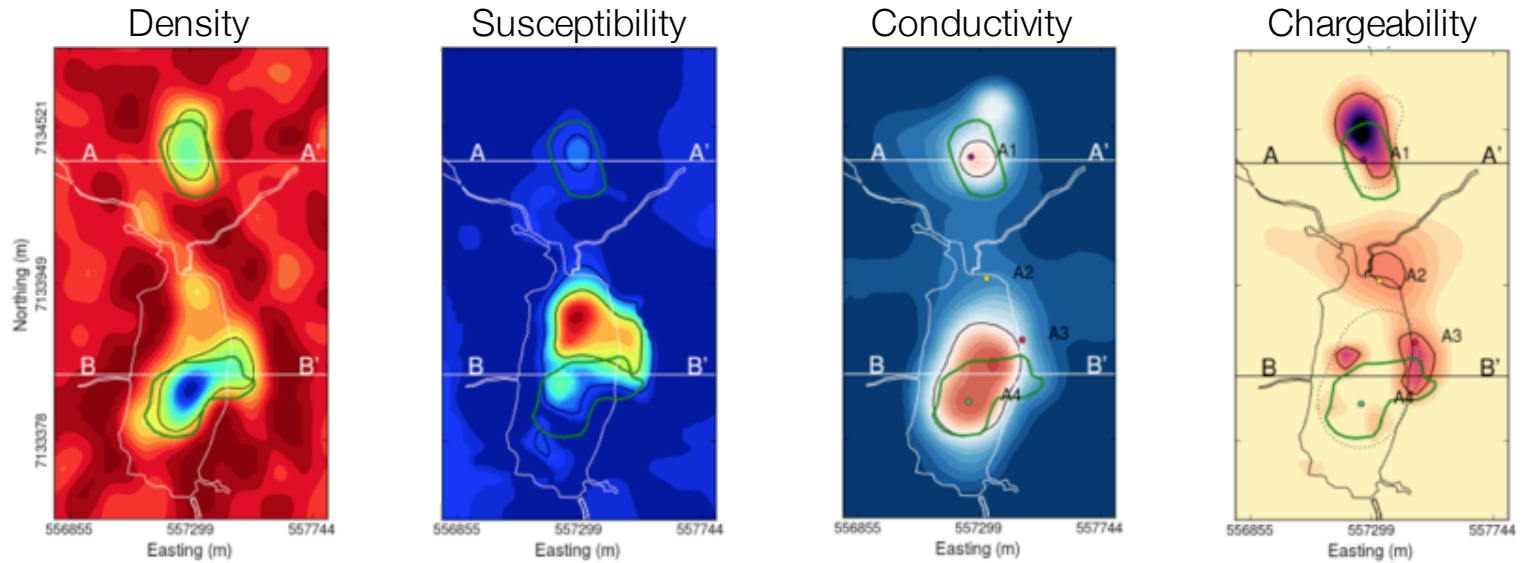 Density
Susceptibility
Conductivity
Chargeability
A
A'
B
B'
Northing (m)
7134521
7133949
7133378
556855
557299
557744
Easting (m)
A
A'
B
B'
556855
557299
557744
Easting (m)
A
A1
A'
A2
A3
B
B'
A4
556855
557299
557744
Easting (m)
A
A1
A'
A2
A3
B
B'
A4
556855
557299
557744
Easting (m)